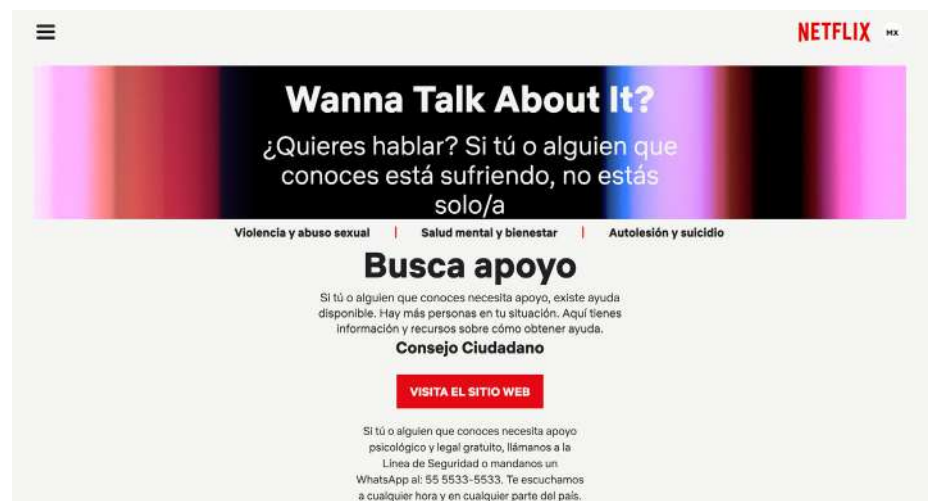 NETFLIX MX
Wanna Talk About It?
¿Quieres hablar? Si tú o alguien que
conoces está sufriendo, no estás
solo/a
Violencia y abuso sexual | Salud mental y bienestar | Autolesión y suicidio
Busca apoyo
Si tú o alguien que conoces necesita apoyo, existe ayuda
disponible. Hay más personas en tu situación. Aquí tienes
información y recursos sobre cómo obtener ayuda.
Consejo Ciudadano
VISITA EL SITIO WEB
Si tú o alguien que conoces necesita apoyo
psicológico y legal gratuito, llámanos a la
Línea de Seguridad o mandanos un
WhatsApp al: 55 5533-5533. Te escuchamos
a cualquier hora y en cualquier parte del país.